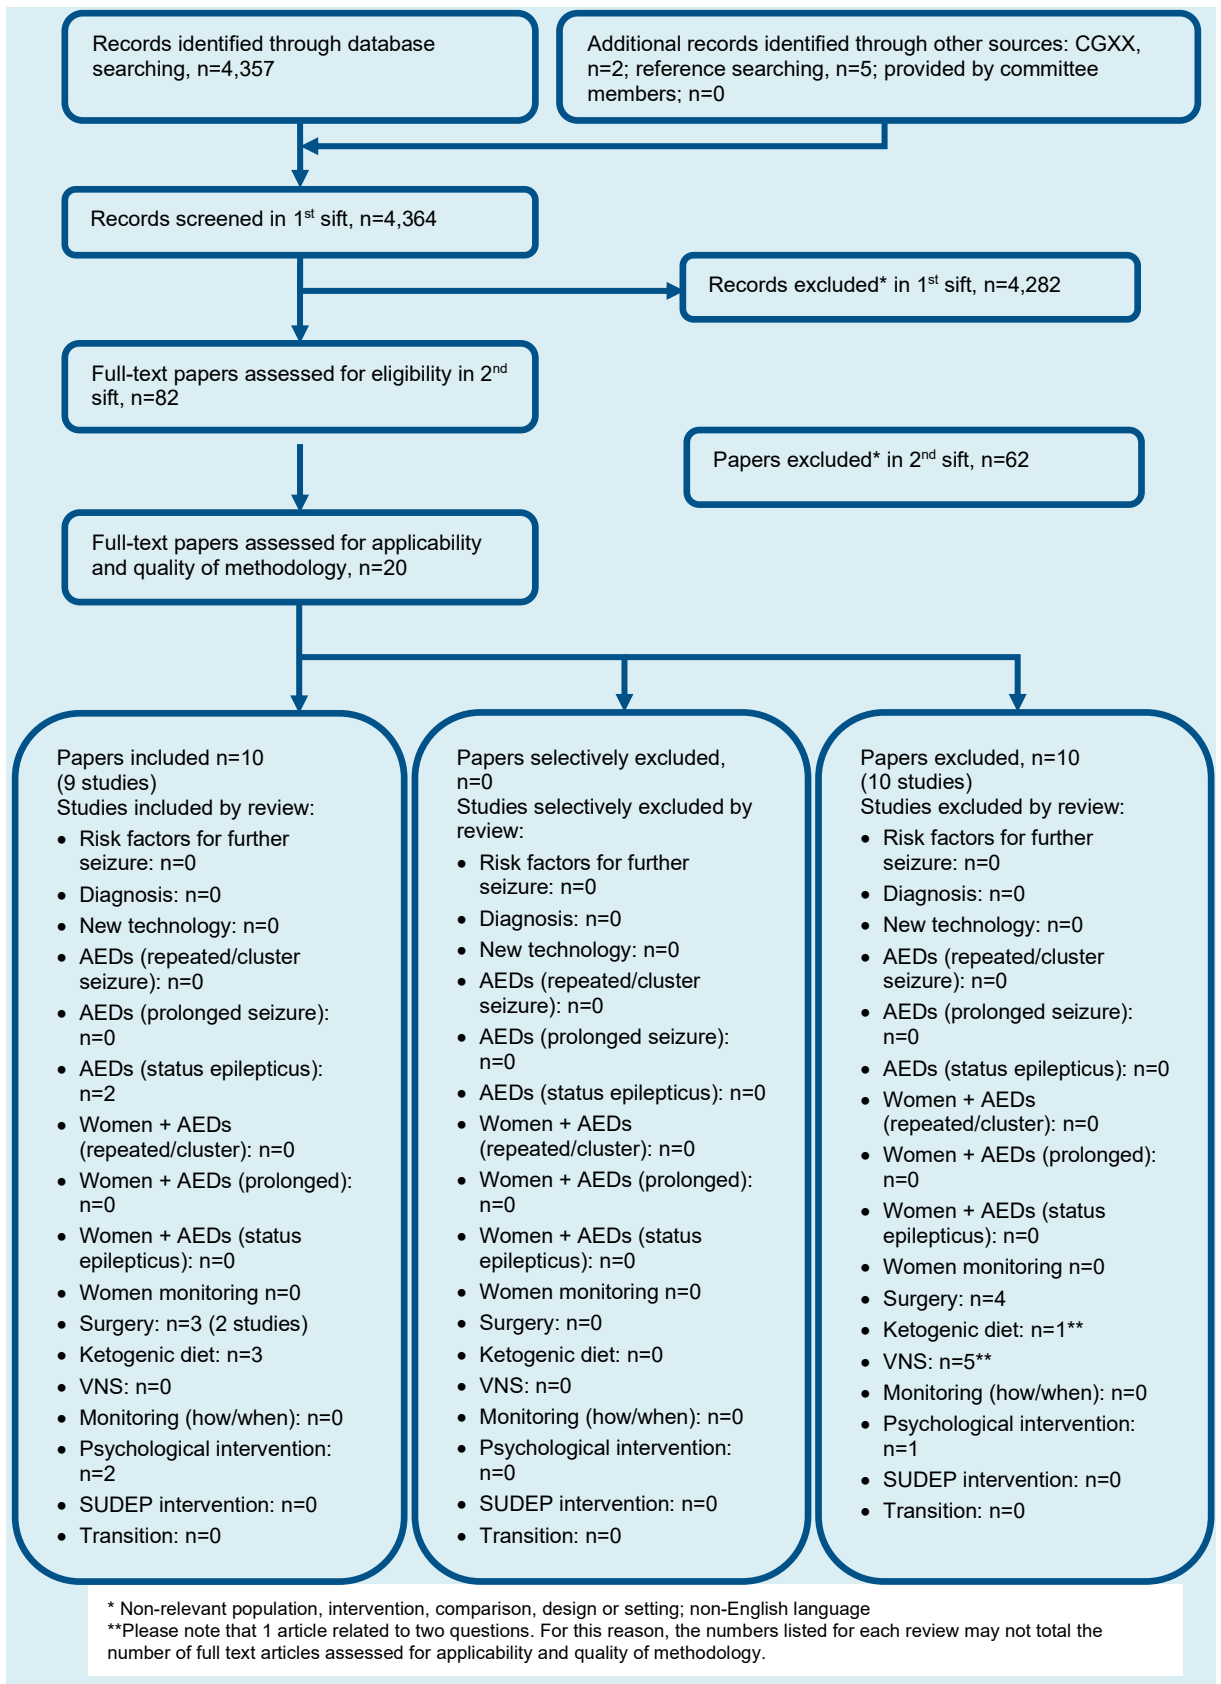 Records identified through database
searching, n=4,357
Additional records identified through other sources: CGXX,
n=2; reference searching, n=5; provided by committee
members; n=0
Records screened in 1st sift, n=4,364
Records excluded* in 1st sift, n=4,282
Full-text papers assessed for eligibility in 2nd
sift, n=82
Papers excluded* in 2nd sift, n=62
Full-text papers assessed for applicability
and quality of methodology, n=20
Papers included n=10
(9 studies)
Studies included by review:
• Risk factors for further
seizure: n=0
• Diagnosis: n=0
• New technology: n=0
• AEDs (repeated/cluster
seizure): n=0
• AEDs (prolonged seizure):
n=0
• AEDs (status epilepticus):
n=2
• Women + AEDs
(repeated/cluster): n=0
• Women + AEDs (prolonged):
n=0
• Women + AEDs (status
epilepticus): n=0
• Women monitoring n=0
• Surgery: n=3 (2 studies)
• Ketogenic diet: n=3
• VNS: n=0
• Monitoring (how/when): n=0
• Psychological intervention:
n=2
• SUDEP intervention: n=0
• Transition: n=0
Papers selectively excluded,
n=0
Studies selectively excluded by
review:
• Risk factors for further
seizure: n=0
• Diagnosis: n=0
• New technology: n=0
• AEDs (repeated/cluster
seizure): n=0
• AEDs (prolonged seizure):
n=0
• AEDs (status epilepticus): n=0
• Women + AEDs
(repeated/cluster): n=0
• Women + AEDs (prolonged):
n=0
• Women + AEDs (status
epilepticus): n=0
• Women monitoring n=0
• Surgery: n=0
• Ketogenic diet: n=0
• VNS: n=0
• Monitoring (how/when): n=0
• Psychological intervention:
n=0
• SUDEP intervention: n=0
• Transition: n=0
Papers excluded, n=10
(10 studies)
Studies excluded by review:
• Risk factors for further
seizure: n=0
• Diagnosis: n=0
• New technology: n=0
• AEDs (repeated/cluster
seizure): n=0
• AEDs (prolonged seizure):
n=0
• AEDs (status epilepticus): n=0
• Women + AEDs
(repeated/cluster): n=0
• Women + AEDs (prolonged):
n=0
• Women + AEDs (status
epilepticus): n=0
• Women monitoring n=0
• Surgery: n=4
• Ketogenic diet: n=1**
• VNS: n=5**
• Monitoring (how/when): n=0
• Psychological intervention:
n=1
• SUDEP intervention: n=0
• Transition: n=0
* Non-relevant population, intervention, comparison, design or setting; non-English language
**Please note that 1 article related to two questions. For this reason, the numbers listed for each review may not total the
number of full text articles assessed for applicability and quality of methodology.